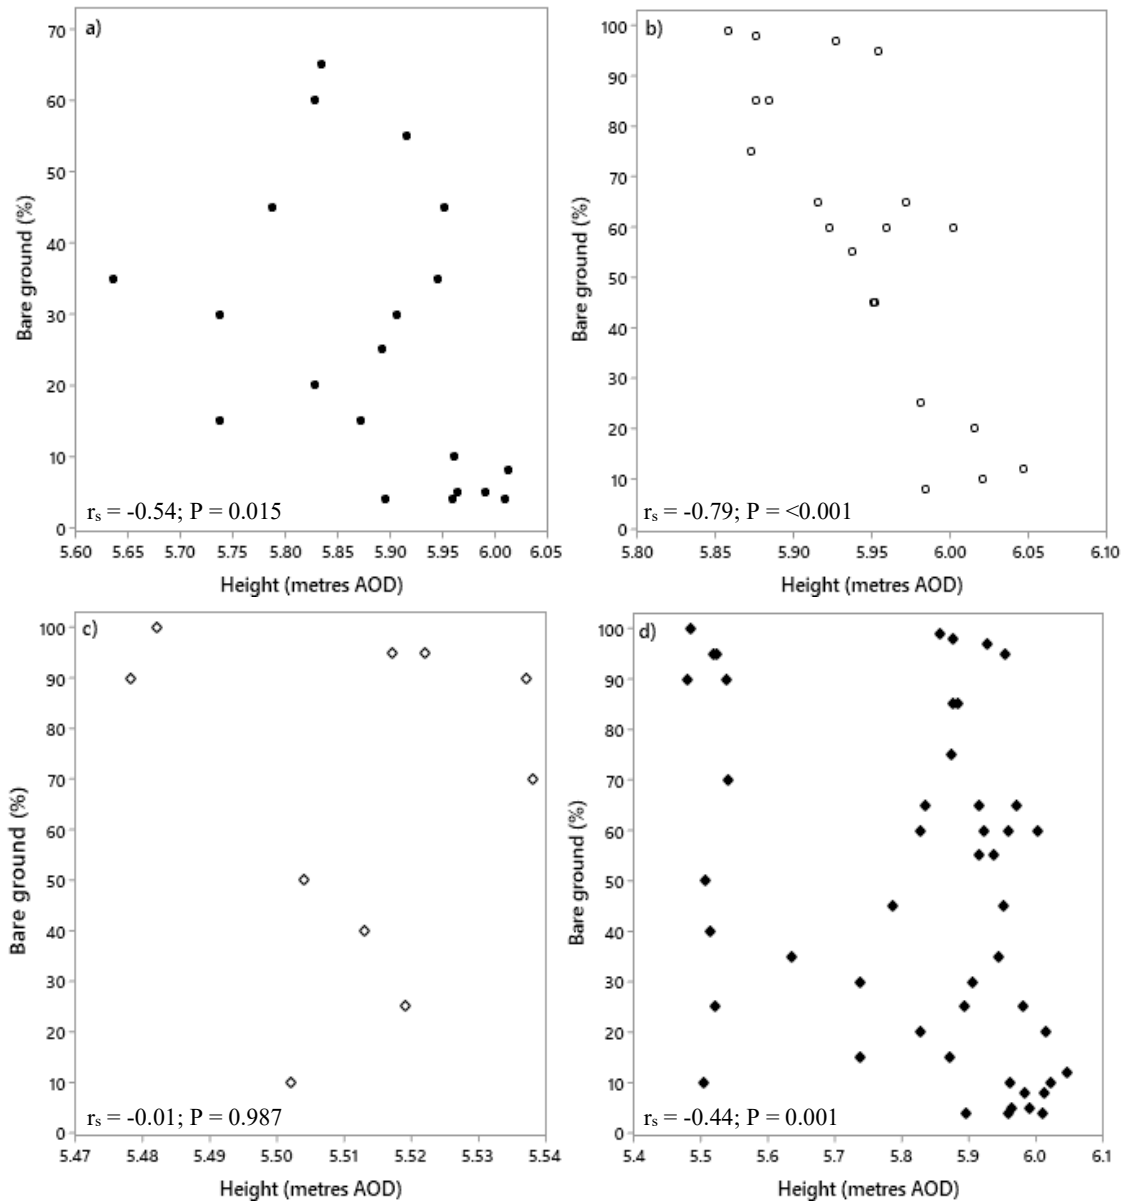 a)
Bare ground (%)
70
60
50
40
30
20
10
0
rₛ = -0.54; P = 0.015
5.60 5.65 5.70 5.75 5.80 5.85 5.90 5.95 6.00 6.05
Height (metres AOD)
b)
Bare ground (%)
100
90
80
70
60
50
40
30
20
10
0
rₛ = -0.79; P = <0.001
5.80 5.85 5.90 5.95 6.00 6.05 6.10
Height (metres AOD)
c)
Bare ground (%)
100
90
80
70
60
50
40
30
20
10
0
rₛ = -0.01; P = 0.987
5.47 5.48 5.49 5.50 5.51 5.52 5.53 5.54
Height (metres AOD)
d)
Bare ground (%)
100
90
80
70
60
50
40
30
20
10
0
rₛ = -0.44; P = 0.001
5.4 5.5 5.6 5.7 5.8 5.9 6.0 6.1
Height (metres AOD)